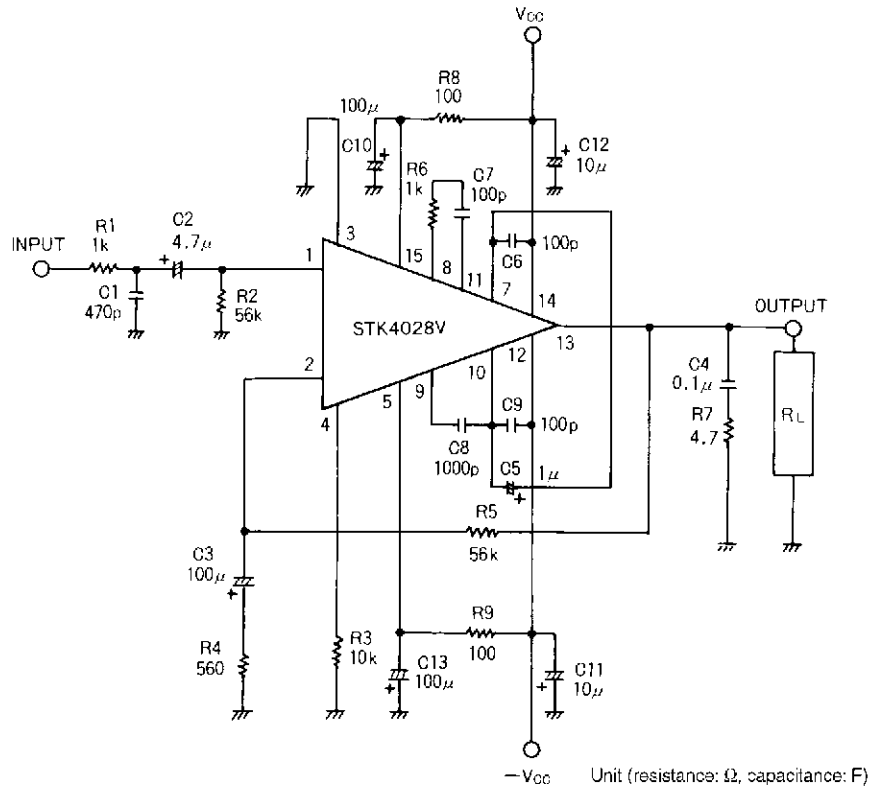 VCC
R8
100
100μ
C10
+
+
C12
10μ
R6
1k
C7
100p
C2
4.7μ
+
R1
1k
INPUT
3
15
8
11
7
C6
100p
14
1
C1
470p
R2
56k
STK4028V
OUTPUT
13
12
10
2
9
5
4
C9
100p
C8
1000p
C5
+
1μ
C4
0.1μ
R7
4.7
RL
R5
56k
C3
100μ
+
R4
560
R3
10k
R9
100
C13
100μ
+
C11
10μ
+
−VCC
Unit (resistance: Ω, capacitance: F)